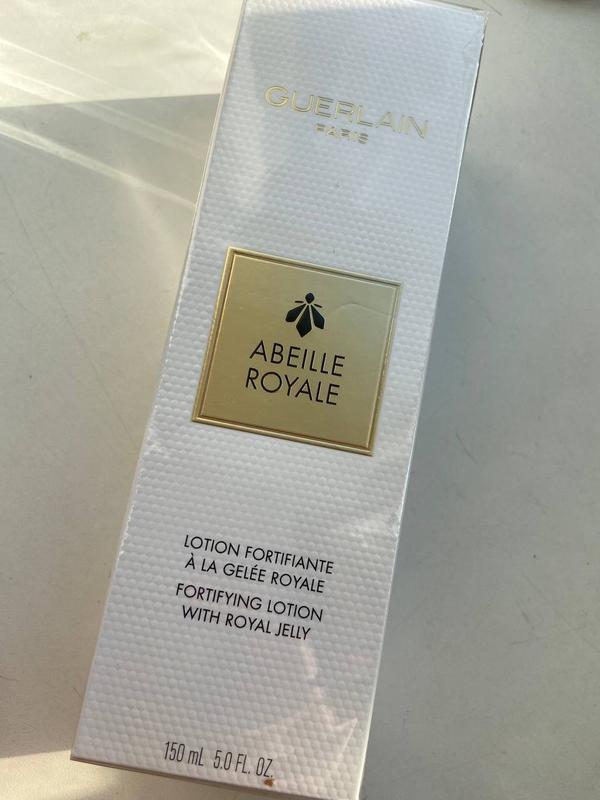 GUERLAIN
PARIS
ABEILLE
ROYALE
LOTION FORTIFIANTE
À LA GELÉE ROYALE
FORTIFYING LOTION
WITH ROYAL JELLY
150 mL 5.0 FL. OZ.